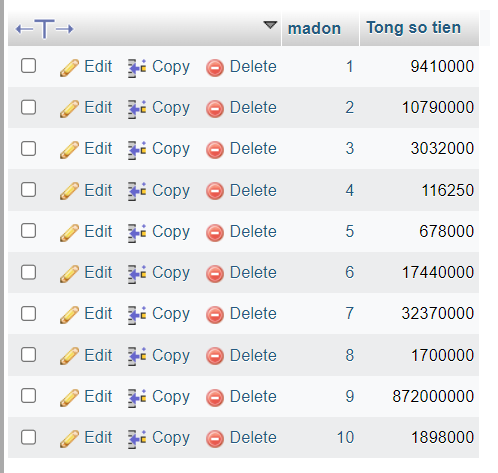 ←T→ madon Tong so tien
Edit Copy Delete 1 9410000
Edit Copy Delete 2 10790000
Edit Copy Delete 3 3032000
Edit Copy Delete 4 116250
Edit Copy Delete 5 678000
Edit Copy Delete 6 17440000
Edit Copy Delete 7 32370000
Edit Copy Delete 8 1700000
Edit Copy Delete 9 872000000
Edit Copy Delete 10 1898000